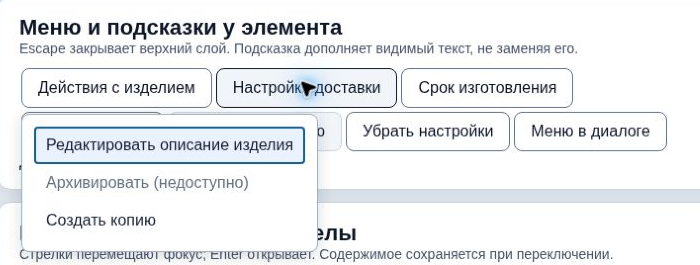 Меню и подсказки у элемента
Escape закрывает верхний слой. Подсказка дополняет видимый текст, не заменяя его.
Действия с изделием
доставки
Срок изготовления
Убрать настройки
Меню в диалоге
Редактировать описание изделия
Архивировать (недоступно)
Создать копию
Стрелки перемещают фокус; Enter открывает. Содержимое сохраняется при переключении.